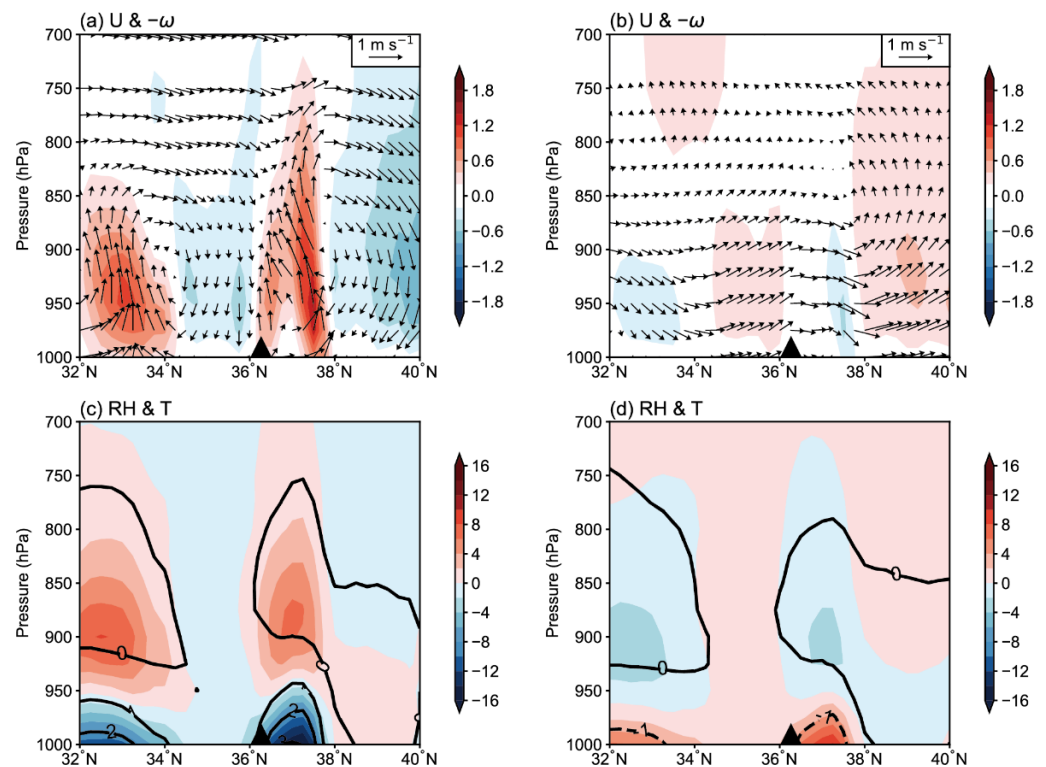 (a) U & −ω
(b) U & −ω
1 m s⁻¹
1 m s⁻¹
Pressure (hPa)
700
750
800
850
900
950
1000
32°N
34°N
36°N
38°N
40°N
1.8
1.2
0.6
0.0
−0.6
−1.2
−1.8
Pressure (hPa)
700
750
800
850
900
950
1000
32°N
34°N
36°N
38°N
40°N
1.8
1.2
0.6
0.0
−0.6
−1.2
−1.8
(c) RH & T
(d) RH & T
Pressure (hPa)
700
750
800
850
900
950
1000
0
0
2
2
32°N
34°N
36°N
38°N
40°N
16
12
8
4
0
−4
−8
−12
−16
Pressure (hPa)
700
750
800
850
900
950
1000
0
0
-1
-1
32°N
34°N
36°N
38°N
40°N
16
12
8
4
0
−4
−8
−12
−16